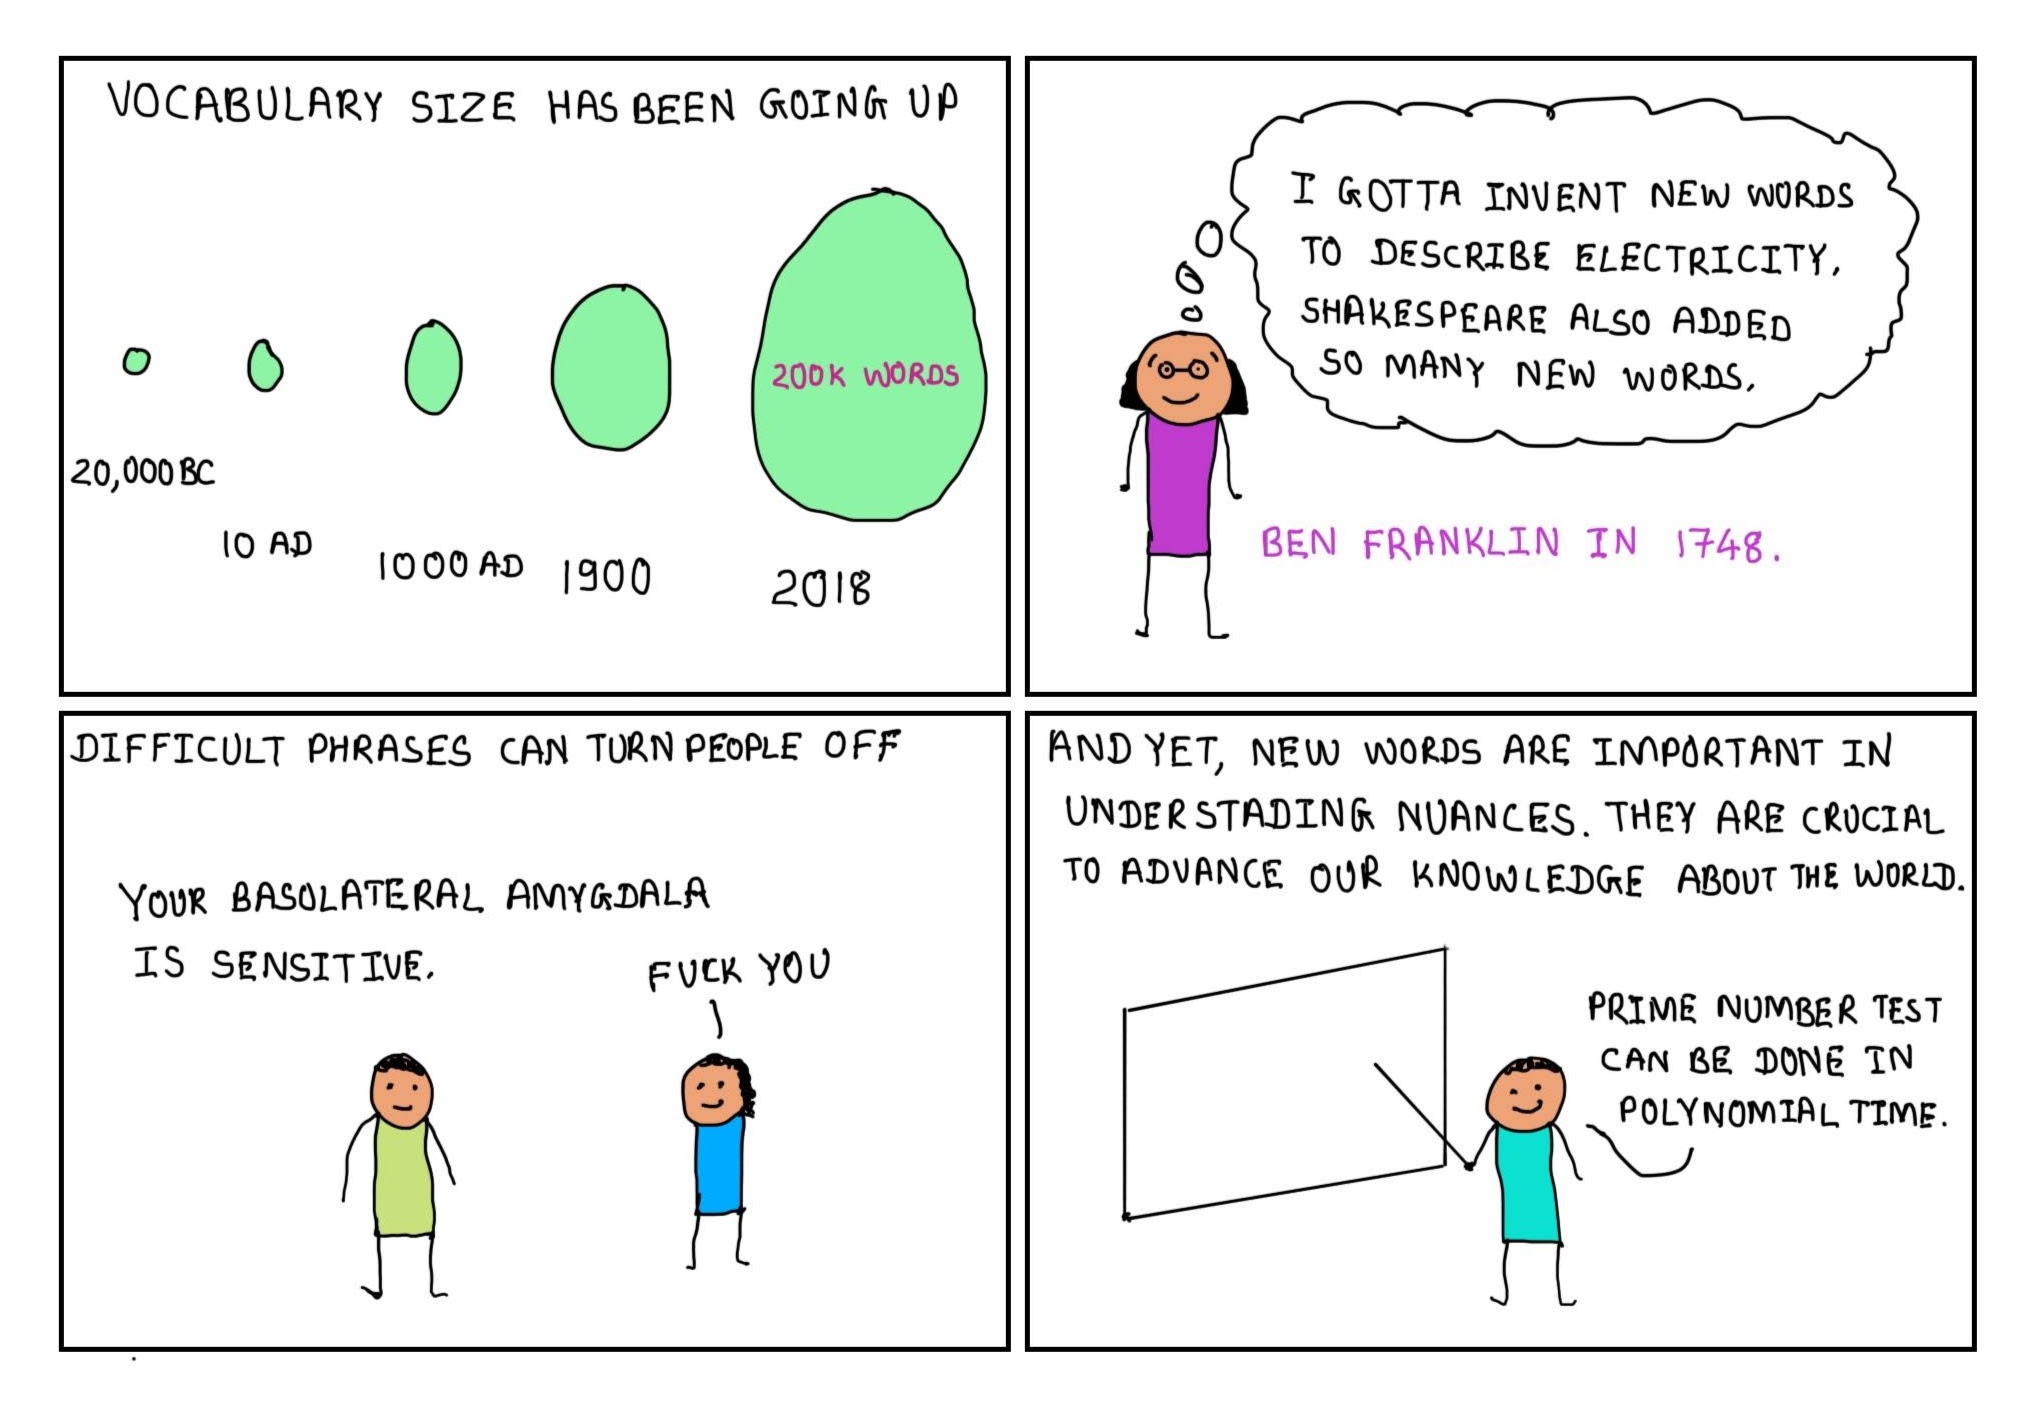 VOCABULARY SIZE HAS BEEN GOING UP
200K WORDS
20,000 BC
10 AD
1000 AD
1900
2018
I GOTTA INVENT NEW WORDS
TO DESCRIBE ELECTRICITY.
SHAKESPEARE ALSO ADDED
SO MANY NEW WORDS.
BEN FRANKLIN IN 1748.
DIFFICULT PHRASES CAN TURN PEOPLE OFF
YOUR BASOLATERAL AMYGDALA
IS SENSITIVE.
FUCK YOU
AND YET, NEW WORDS ARE IMPORTANT IN
UNDERSTADING NUANCES. THEY ARE CRUCIAL
TO ADVANCE OUR KNOWLEDGE ABOUT THE WORLD.
PRIME NUMBER TEST
CAN BE DONE IN
POLYNOMIAL TIME.